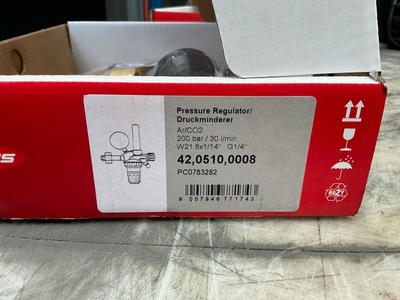 Pressure Regulator/
Druckminderer
Ar/CO2
200 bar / 30 l/min
W21.8x1/14" G1/4"
42,0510,0008
PC0783282
9 007946 771743
RESY